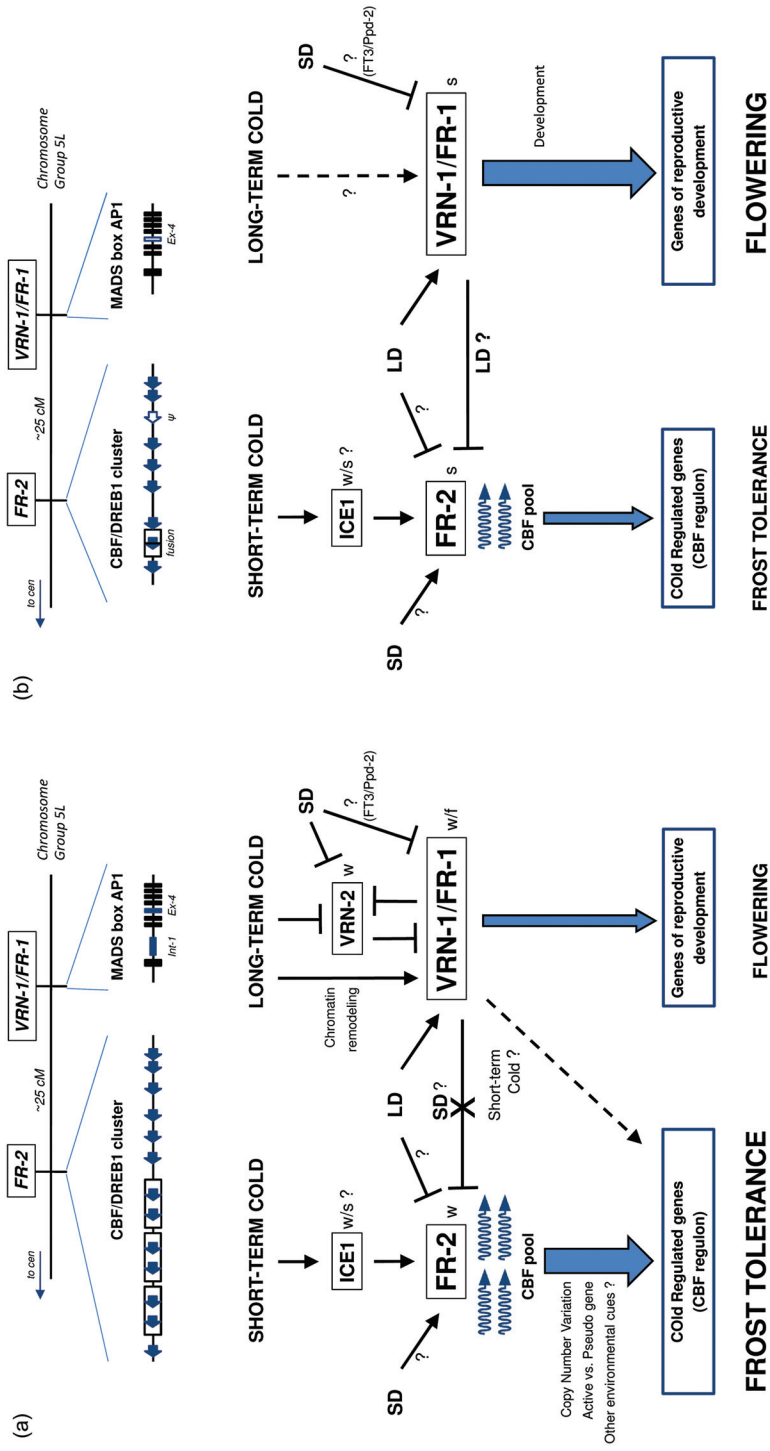 (a)
Chromosome
Group 5L
to cen
FR-2
~25 cM
VRN-1/FR-1
CBF/DREB1 cluster
MADS box AP1
Int-1
Ex-4
SHORT-TERM COLD
LONG-TERM COLD
SD
?
ICE1
w/s ?
LD
?
Chromatin
remodeling
VRN-2
w
SD
?
(FT3/Ppd-2)
FR-2
w
SD ?
X
Short-term
Cold ?
VRN-1/FR-1
w/f
CBF pool
Copy Number Variation
Active vs. Pseudo gene
Other environmental cues ?
COld Regulated genes
(CBF regulon)
Genes of reproductive
development
FROST TOLERANCE
FLOWERING
(b)
Chromosome
Group 5L
to cen
FR-2
~25 cM
VRN-1/FR-1
CBF/DREB1 cluster
MADS box AP1
fusion
ψ
Ex-4
SHORT-TERM COLD
LONG-TERM COLD
SD
?
ICE1
w/s ?
LD
?
?
SD
?
(FT3/Ppd-2)
FR-2
s
LD ?
VRN-1/FR-1
s
CBF pool
Development
COld Regulated genes
(CBF regulon)
Genes of reproductive
development
FROST TOLERANCE
FLOWERING